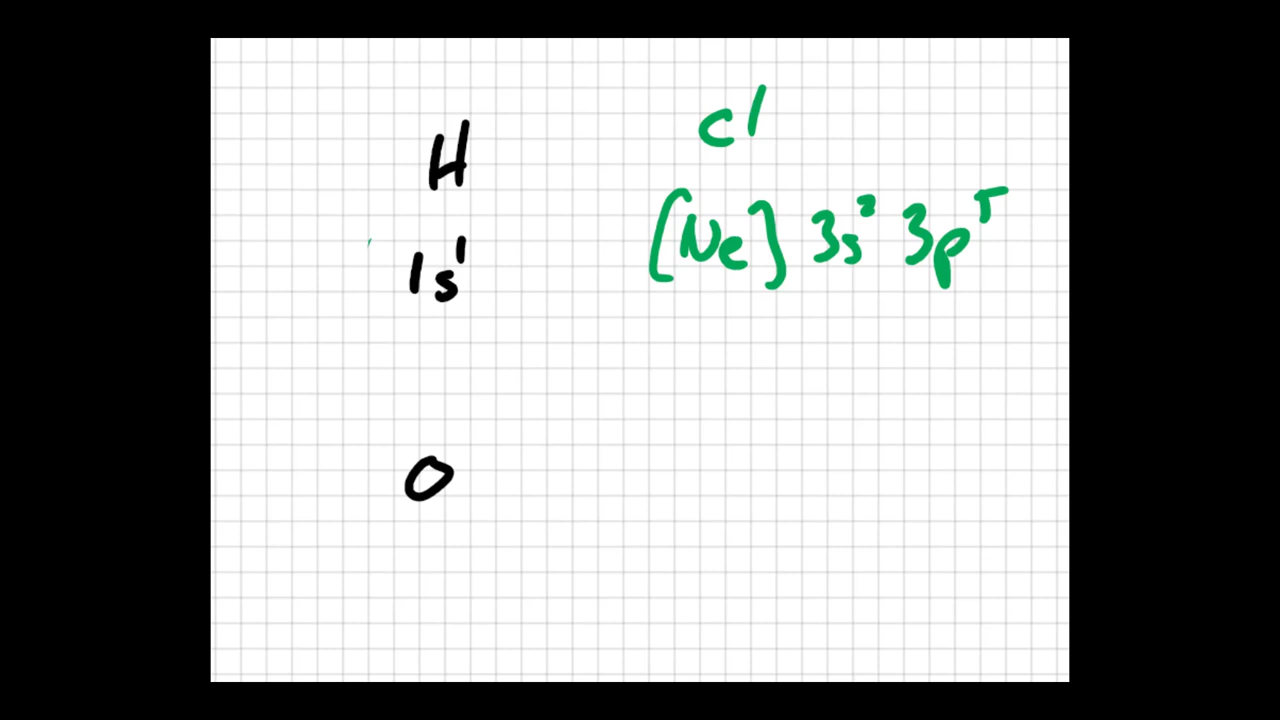 H
1s¹
Cl
[Ne] 3s² 3p⁵
O